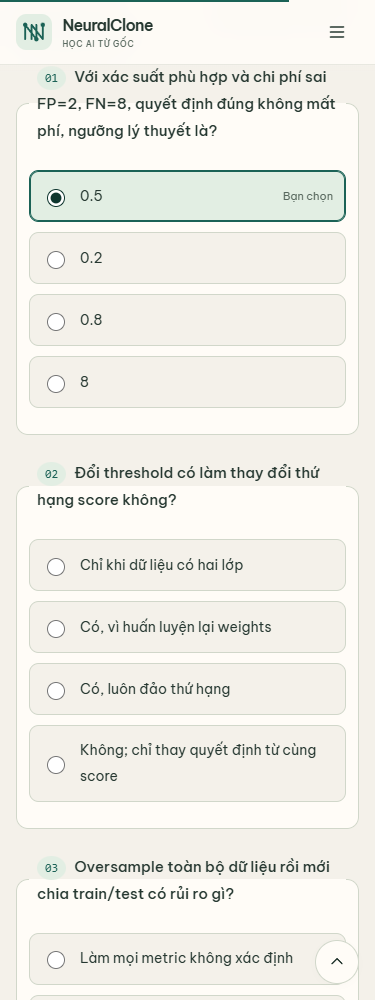 NeuralClone
HỌC AI TỪ GỐC
01 Với xác suất phù hợp và chi phí sai
FP=2, FN=8, quyết định đúng không mất
phí, ngưỡng lý thuyết là?
0.5 Bạn chọn
0.2
0.8
8
02 Đổi threshold có làm thay đổi thứ
hạng score không?
Chỉ khi dữ liệu có hai lớp
Có, vì huấn luyện lại weights
Có, luôn đảo thứ hạng
Không; chỉ thay quyết định từ cùng
score
03 Oversample toàn bộ dữ liệu rồi mới
chia train/test có rủi ro gì?
Làm mọi metric không xác định